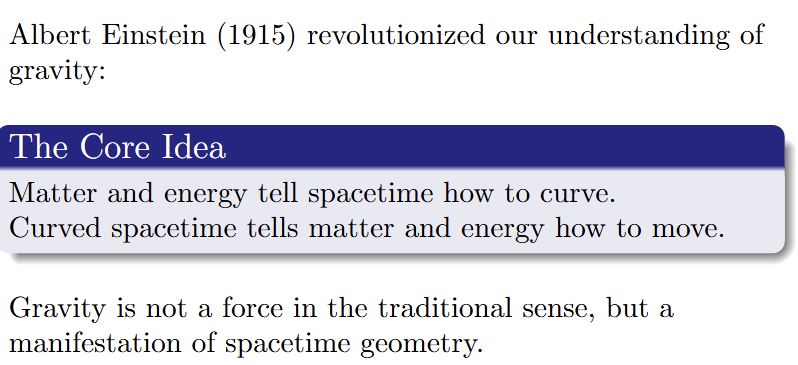 Albert Einstein (1915) revolutionized our understanding of
gravity:
The Core Idea
Matter and energy tell spacetime how to curve.
Curved spacetime tells matter and energy how to move.
Gravity is not a force in the traditional sense, but a
manifestation of spacetime geometry.